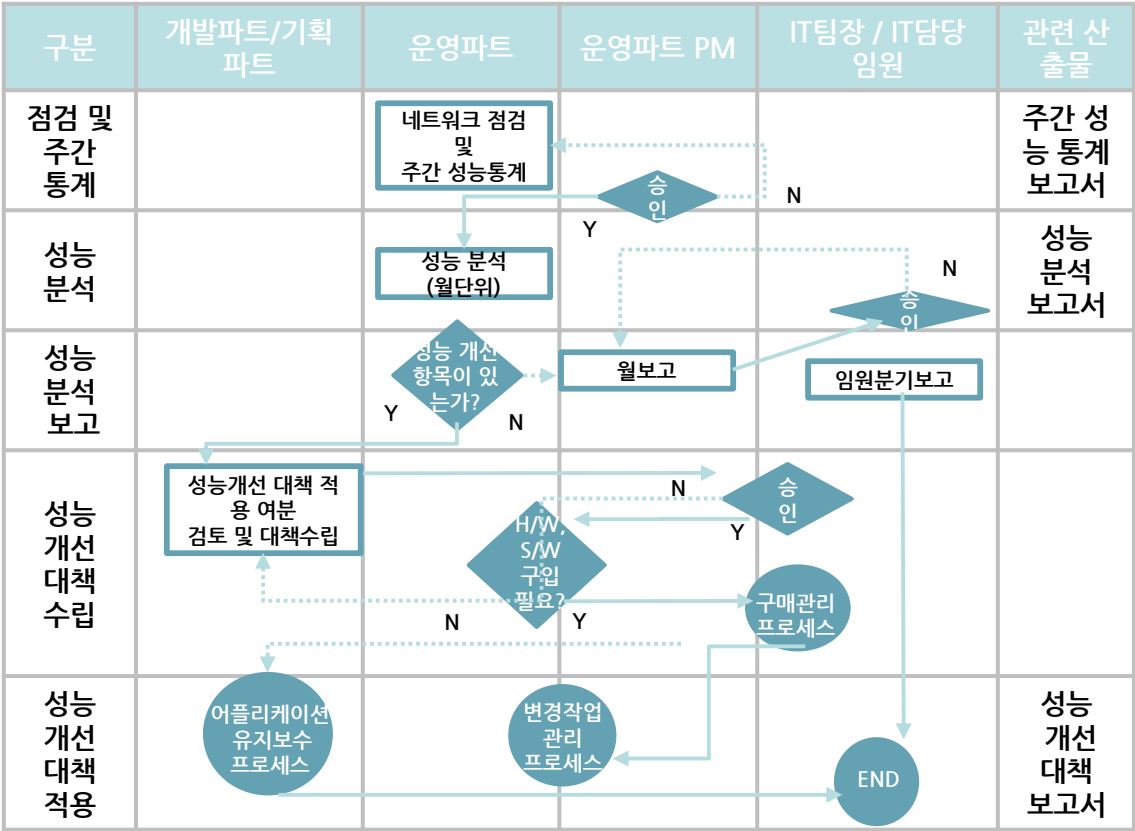 구분
개발파트/기획
파트
운영파트
운영파트 PM
IT팀장 / IT담당
임원
관련 산
출물
점검 및
주간
통계
네트워크 점검
및
주간 성능통계
승
인
N
Y
주간 성
능 통계
보고서
성능
분석
성능 분석
(월단위)
N
승
인
성능
분석
보고서
성능
분석
보고
성능 개선
항목이 있
는가?
Y
N
월보고
임원분기보고
성능
개선
대책
수립
성능개선 대책 적
용 여분
검토 및 대책수립
N
승
인
Y
H/W,
S/W
구입
필요?
N
Y
구매관리
프로세스
성능
개선
대책
적용
어플리케이션
유지보수
프로세스
변경작업
관리
프로세스
END
성능
개선
대책
보고서